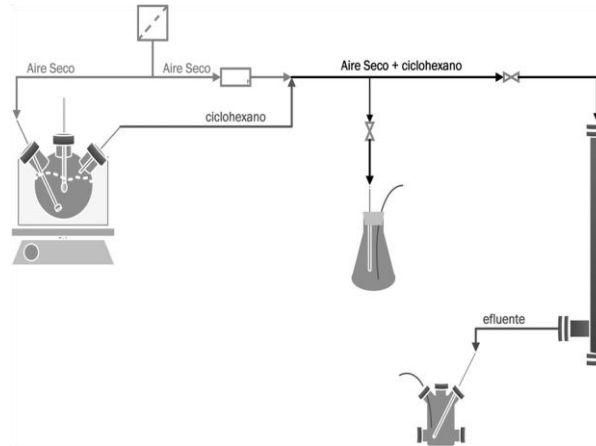 Aire Seco
Aire Seco
Aire Seco + ciclohexano
ciclohexano
efluente